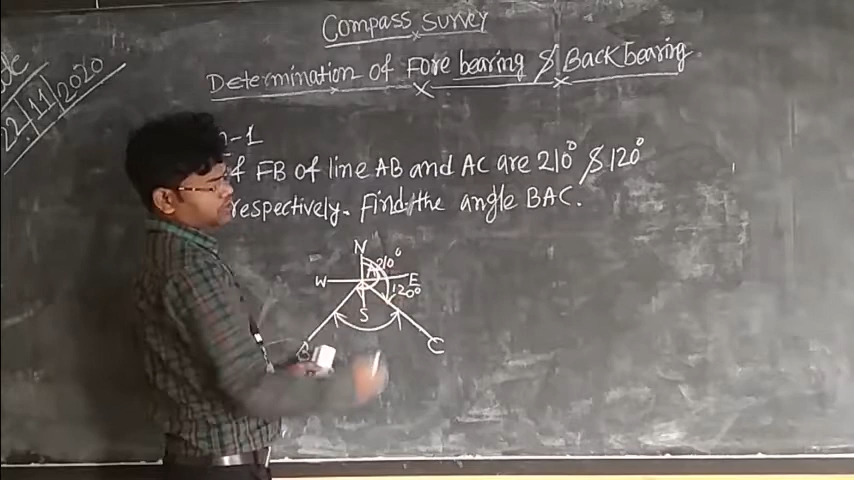 Compass survey
Determination of Fore bearing & Back bearing.
22/11/2020
n-1
f FB of line AB and AC are 210° & 120°
respectively. Find the angle BAC.
N
A 210°
W E
120°
S
B C